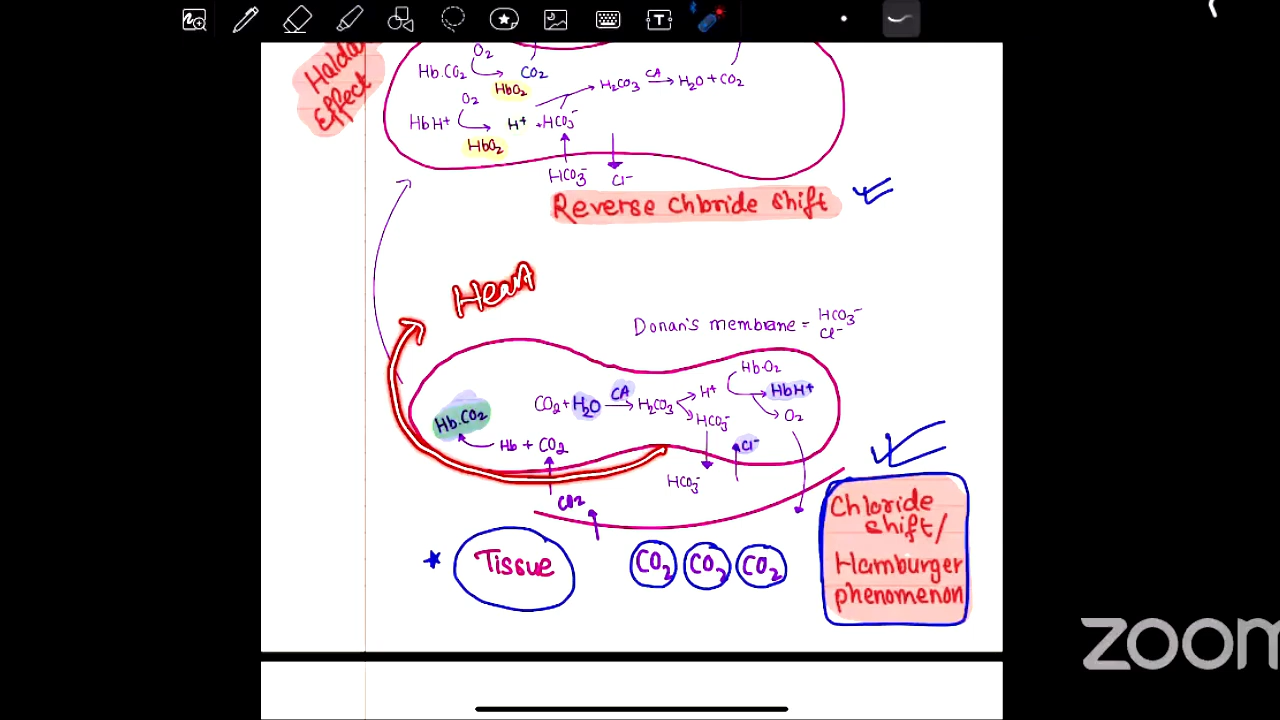 Halda
Effect
O₂
Hb.CO₂ CO₂
HbO₂
H₂CO₃ CA H₂O + CO₂
O₂
HbH+ H+ + HCO₃⁻
HbO₂
HCO₃⁻ Cl⁻
Reverse Chloride shift
Heart
Donan's membrane = HCO₃⁻
Cl⁻
Hb.O₂
CO₂ + H₂O CA H₂CO₃ H+ HbH+
Hb.CO₂ HCO₃⁻ O₂
Hb + CO₂ Cl⁻
HCO₃⁻
CO₂
Chloride
shift/
Hamburger
phenomenon
Tissue CO₂ CO₂ CO₂
zoom